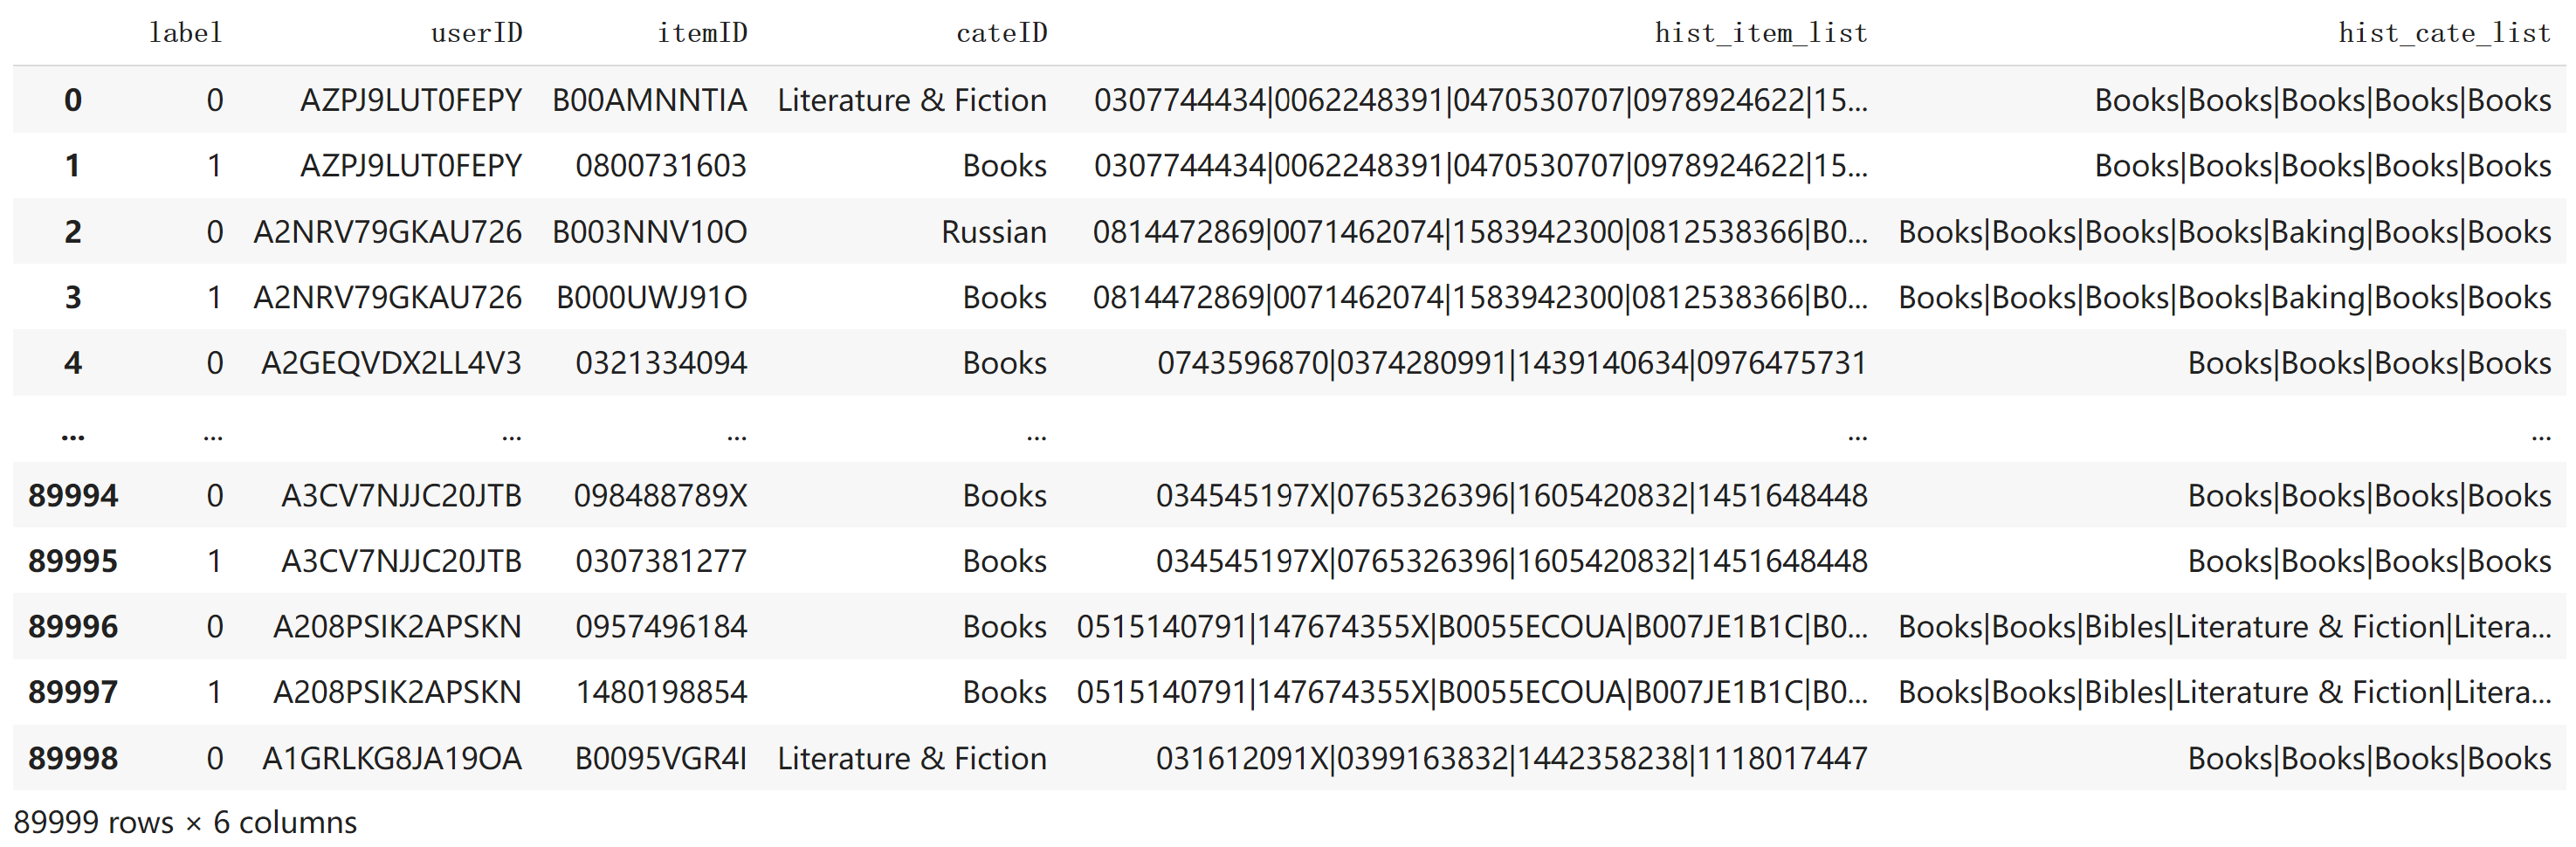 label userID itemID cateID hist_item_list hist_cate_list
0 0 AZPJ9LUT0FEPY B00AMNNTIA Literature & Fiction 0307744434|0062248391|0470530707|0978924622|15... Books|Books|Books|Books|Books
1 1 AZPJ9LUT0FEPY 0800731603 Books 0307744434|0062248391|0470530707|0978924622|15... Books|Books|Books|Books|Books
2 0 A2NRV79GKAU726 B003NNV10O Russian 0814472869|0071462074|1583942300|0812538366|B0... Books|Books|Books|Books|Baking|Books|Books
3 1 A2NRV79GKAU726 B000UWJ91O Books 0814472869|0071462074|1583942300|0812538366|B0... Books|Books|Books|Books|Baking|Books|Books
4 0 A2GEQVDX2LL4V3 0321334094 Books 0743596870|0374280991|1439140634|0976475731 Books|Books|Books|Books
... ... ... ... ... ... ...
89994 0 A3CV7NJJC20JTB 098488789X Books 034545197X|0765326396|1605420832|1451648448 Books|Books|Books|Books
89995 1 A3CV7NJJC20JTB 0307381277 Books 034545197X|0765326396|1605420832|1451648448 Books|Books|Books|Books
89996 0 A208PSIK2APSKN 0957496184 Books 0515140791|147674355X|B0055ECOUA|B007JE1B1C|B0... Books|Books|Bibles|Literature & Fiction|Litera...
89997 1 A208PSIK2APSKN 1480198854 Books 0515140791|147674355X|B0055ECOUA|B007JE1B1C|B0... Books|Books|Bibles|Literature & Fiction|Litera...
89998 0 A1GRLKG8JA19OA B0095VGR4I Literature & Fiction 031612091X|0399163832|1442358238|1118017447 Books|Books|Books|Books
89999 rows × 6 columns